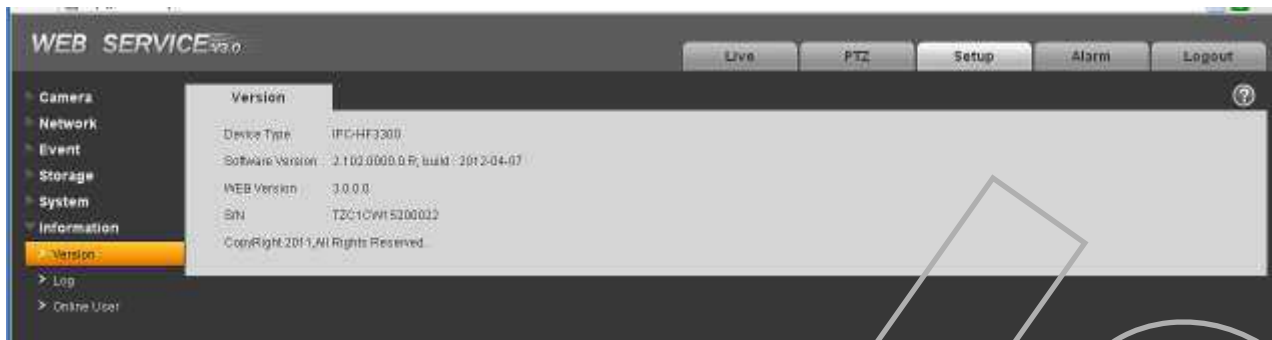 WEB SERVICE V3.0
Live
PTZ
Setup
Alarm
Logout
Camera
Network
Event
Storage
System
Information
Version
> Log
> Online User
Version
Device Type IPC-HF3300
Software Version 2.102.0000.0.R, build : 2012-04-07
WEB Version 3.0.0.0
S/N TZC1CW15200022
CopyRight 2011,All Rights Reserved.
?